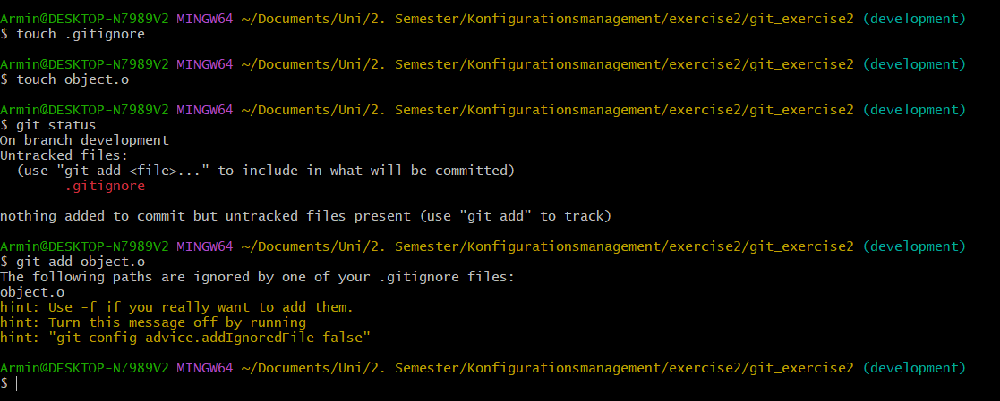 Armin@DESKTOP-N7989V2 MINGW64 ~/Documents/Uni/2. Semester/Konfigurationsmanagement/exercise2/git_exercise2 (development)
$ touch .gitignore
Armin@DESKTOP-N7989V2 MINGW64 ~/Documents/Uni/2. Semester/Konfigurationsmanagement/exercise2/git_exercise2 (development)
$ touch object.o
Armin@DESKTOP-N7989V2 MINGW64 ~/Documents/Uni/2. Semester/Konfigurationsmanagement/exercise2/git_exercise2 (development)
$ git status
On branch development
Untracked files:
  (use "git add <file>..." to include in what will be committed)
        .gitignore
nothing added to commit but untracked files present (use "git add" to track)
Armin@DESKTOP-N7989V2 MINGW64 ~/Documents/Uni/2. Semester/Konfigurationsmanagement/exercise2/git_exercise2 (development)
$ git add object.o
The following paths are ignored by one of your .gitignore files:
object.o
hint: Use -f if you really want to add them.
hint: Turn this message off by running
hint: "git config advice.addIgnoredFile false"
Armin@DESKTOP-N7989V2 MINGW64 ~/Documents/Uni/2. Semester/Konfigurationsmanagement/exercise2/git_exercise2 (development)
$